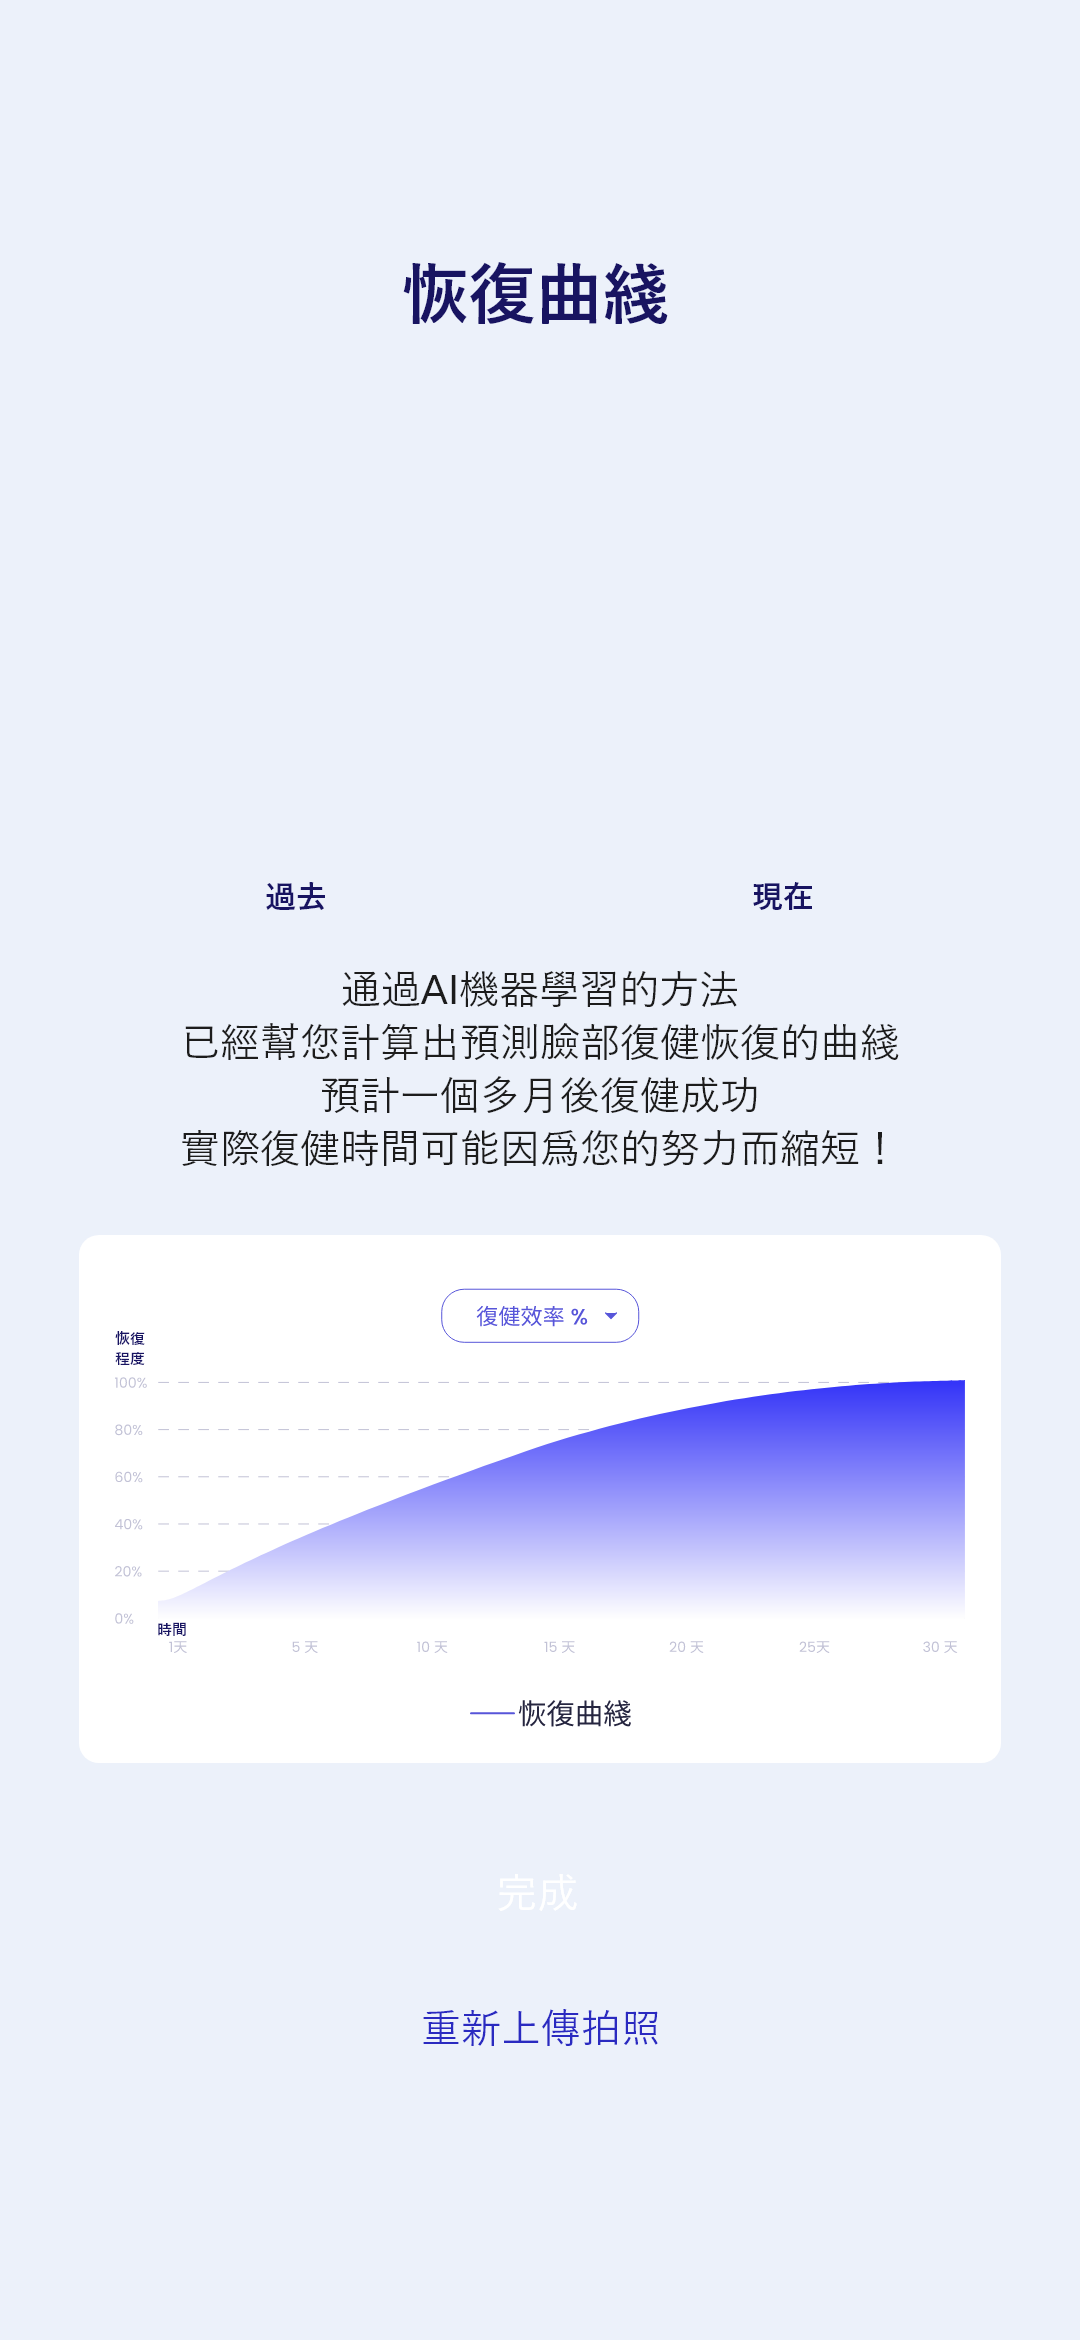 恢復曲綫
過去
現在
通過AI機器學習的方法
已經幫您計算出預測臉部復健恢復的曲綫
預計一個多月後復健成功
實際復健時間可能因爲您的努力而縮短！
復健效率 %
恢復
程度
100%
80%
60%
40%
20%
0%
時間
1天
5 天
10 天
15 天
20 天
25天
30 天
恢復曲綫
完成
重新上傳拍照